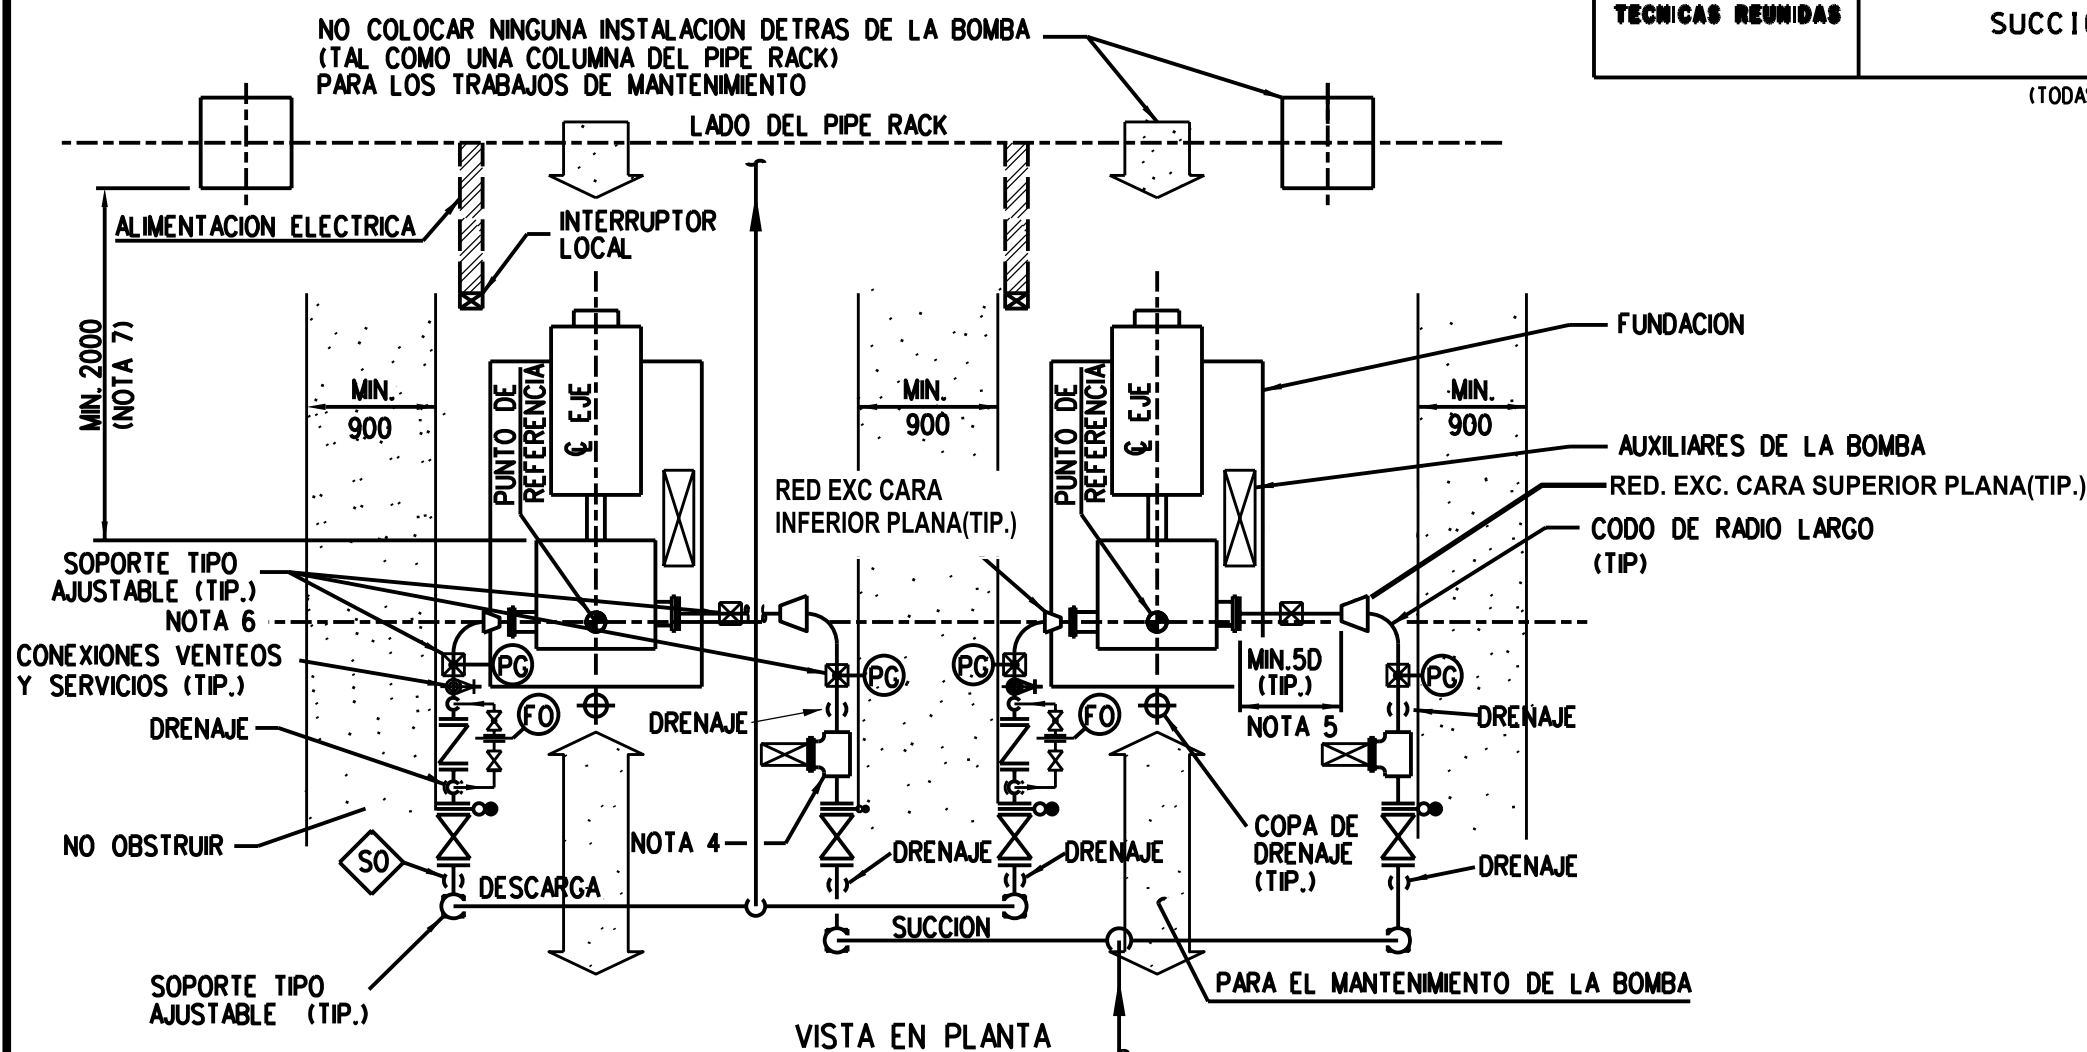 NO COLOCAR NINGUNA INSTALACION DETRAS DE LA BOMBA
(TAL COMO UNA COLUMNA DEL PIPE RACK)
PARA LOS TRABAJOS DE MANTENIMIENTO
TECNICAS REUNIDAS
LADO DEL PIPE RACK
ALIMENTACION ELECTRICA
INTERRUPTOR
LOCAL
MIN. 2000
(NOTA 7)
MIN.
900
PUNTO DE
REFERENCIA
℄ EJE
MIN.
900
PUNTO DE
REFERENCIA
℄ EJE
MIN.
900
FUNDACION
AUXILIARES DE LA BOMBA
RED. EXC. CARA SUPERIOR PLANA(TIP.)
CODO DE RADIO LARGO
(TIP)
RED EXC CARA
INFERIOR PLANA(TIP.)
SOPORTE TIPO
AJUSTABLE (TIP.)
NOTA 6
CONEXIONES VENTEOS
Y SERVICIOS (TIP.)
DRENAJE
PG
FO
DRENAJE
PG
PG
FO
MIN.5D
(TIP.)
NOTA 5
PG
DRENAJE
NO OBSTRUIR
SO
NOTA 4
DRENAJE
DRENAJE
COPA DE
DRENAJE
(TIP.)
DRENAJE
DESCARGA
SUCCION
SOPORTE TIPO
AJUSTABLE (TIP.)
PARA EL MANTENIMIENTO DE LA BOMBA
VISTA EN PLANTA